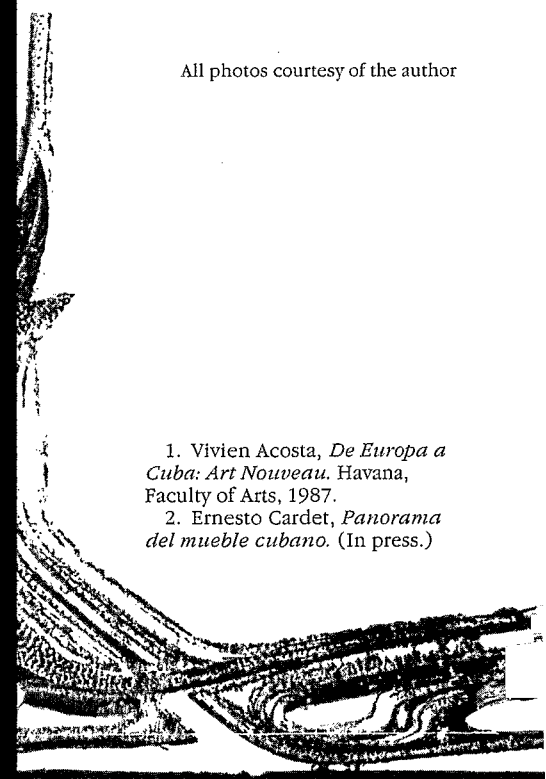 All photos courtesy of the author
1. Vivien Acosta, De Europa a
Cuba: Art Nouveau. Havana,
Faculty of Arts, 1987.
2. Ernesto Cardet, Panorama
del mueble cubano. (In press.)